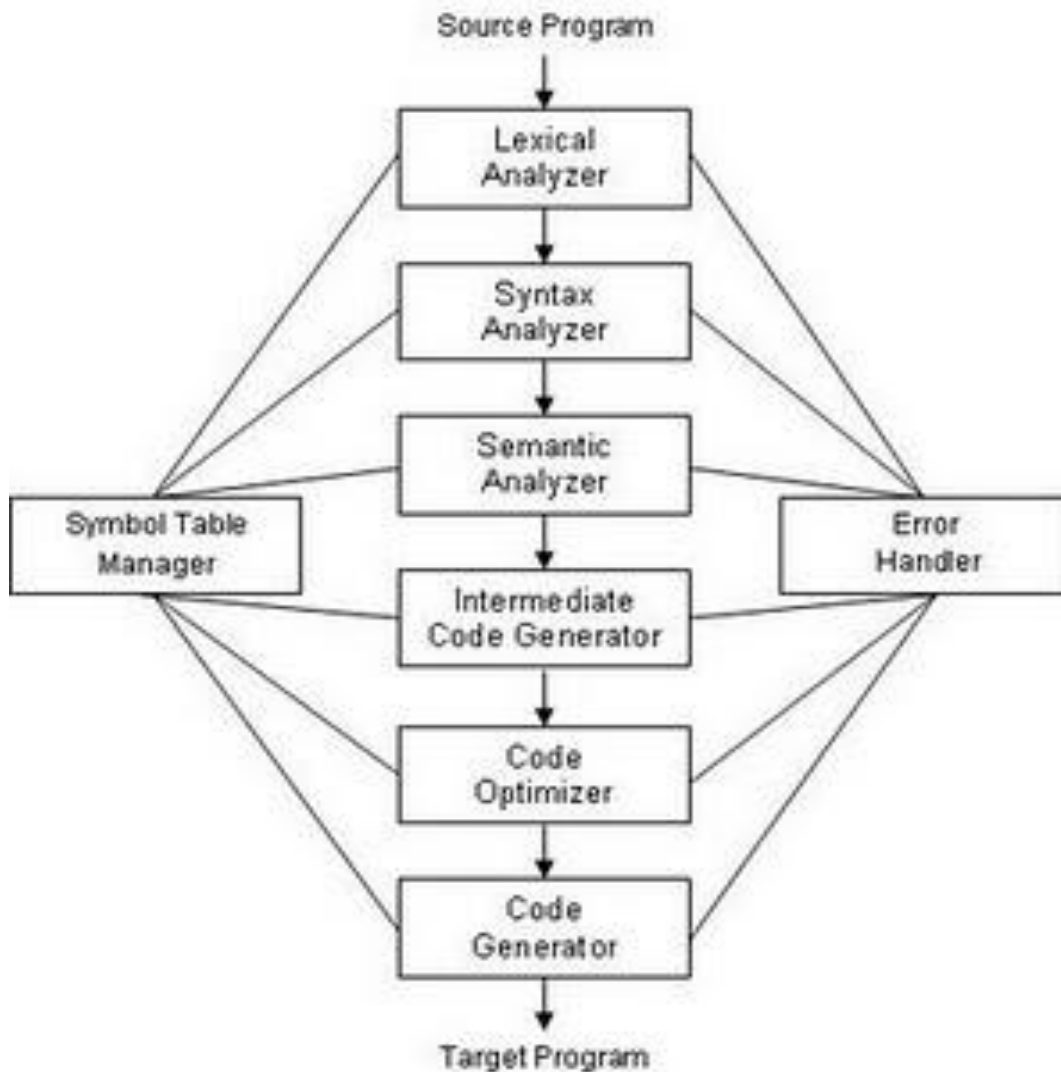 Source Program
Lexical
Analyzer
Syntax
Analyzer
Semantic
Analyzer
Symbol Table
Manager
Error
Handler
Intermediate
Code Generator
Code
Optimizer
Code
Generator
Target Program